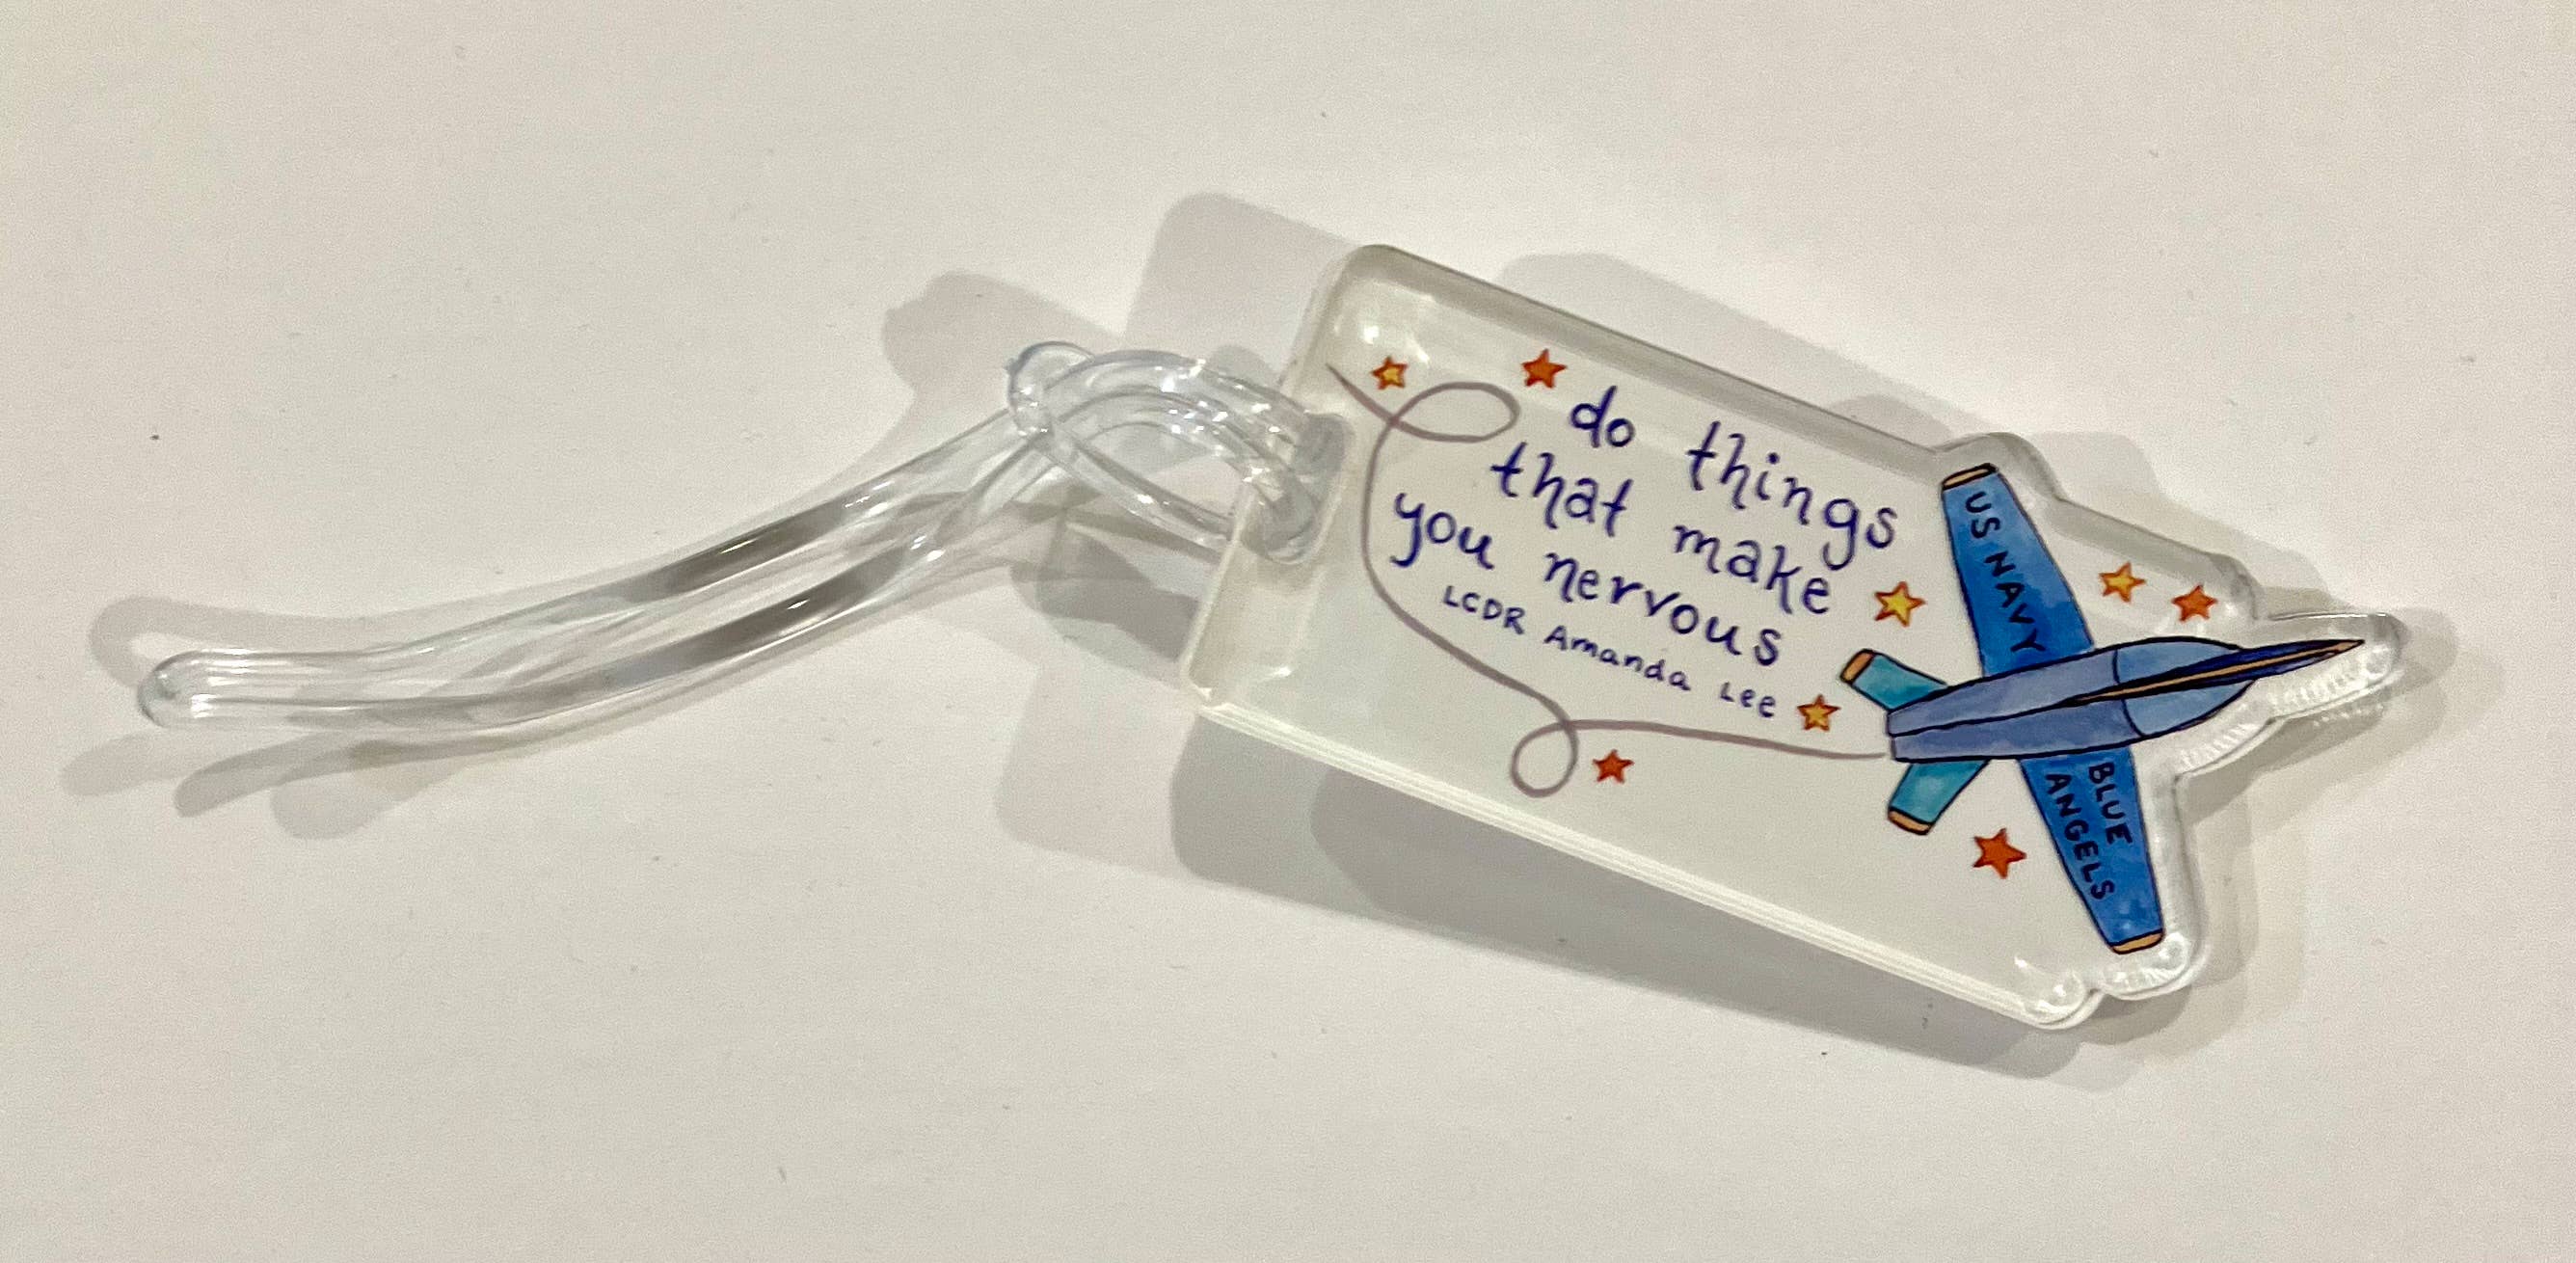 do things
that make
you nervous
LCDR Amanda Lee
US NAVY
BLUE
ANGELS